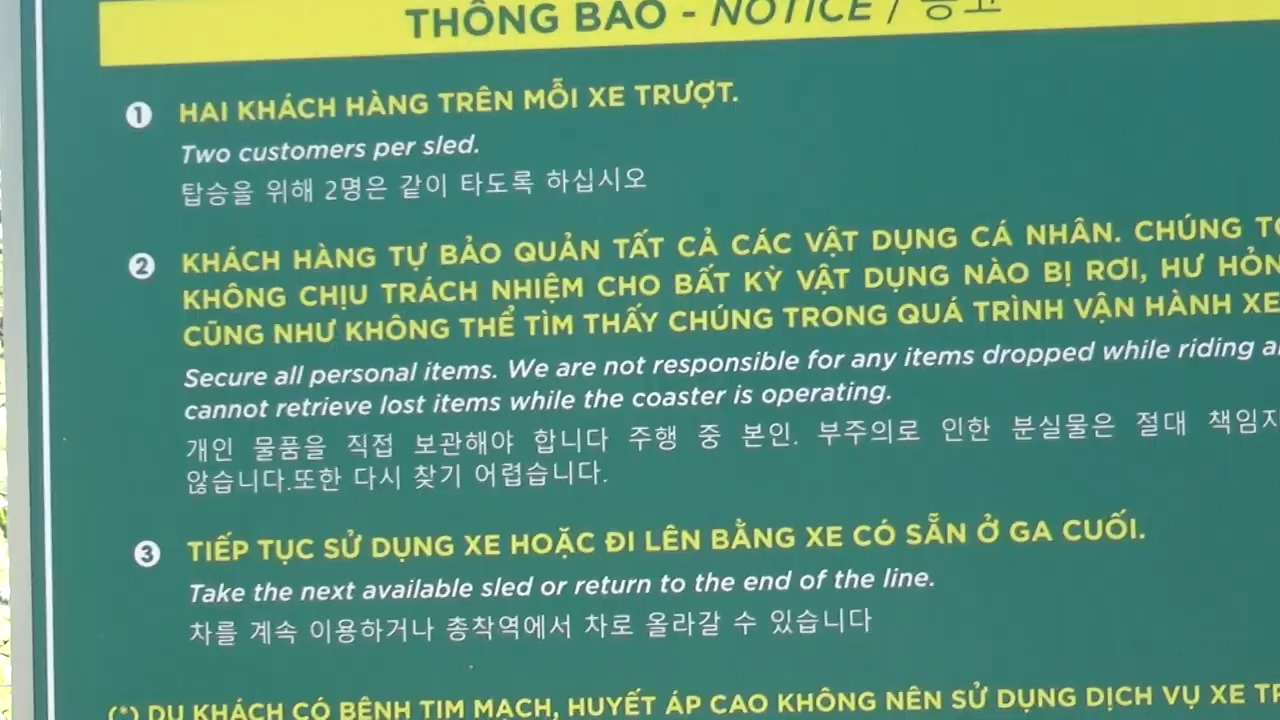 THÔNG BÁO - NOTICE / 공고
1 HAI KHÁCH HÀNG TRÊN MỖI XE TRƯỢT.
Two customers per sled.
탑승을 위해 2명은 같이 타도록 하십시오
2 KHÁCH HÀNG TỰ BẢO QUẢN TẤT CẢ CÁC VẬT DỤNG CÁ NHÂN. CHÚNG
KHÔNG CHỊU TRÁCH NHIỆM CHO BẤT KỲ VẬT DỤNG NÀO BỊ RƠI, HƯ
CŨNG NHƯ KHÔNG THỂ TÌM THẤY CHÚNG TRONG QUÁ TRÌNH VẬN HÀNH XE
Secure all personal items. We are not responsible for any items dropped while riding
cannot retrieve lost items while the coaster is operating.
개인 물품을 직접 보관해야 합니다 주행 중 본인. 부주의로 인한 분실물은 절대 책임지
않습니다.또한 다시 찾기 어렵습니다.
3 TIẾP TỤC SỬ DỤNG XE HOẶC ĐI LÊN BẰNG XE CÓ SẴN Ở GA CUỐI.
Take the next available sled or return to the end of the line.
차를 계속 이용하거나 총착역에서 차로 올라갈 수 있습니다
(*) DU KHÁCH CÓ BỆNH TIM MẠCH, HUYẾT ÁP CAO KHÔNG NÊN SỬ DỤNG DỊCH VỤ XE